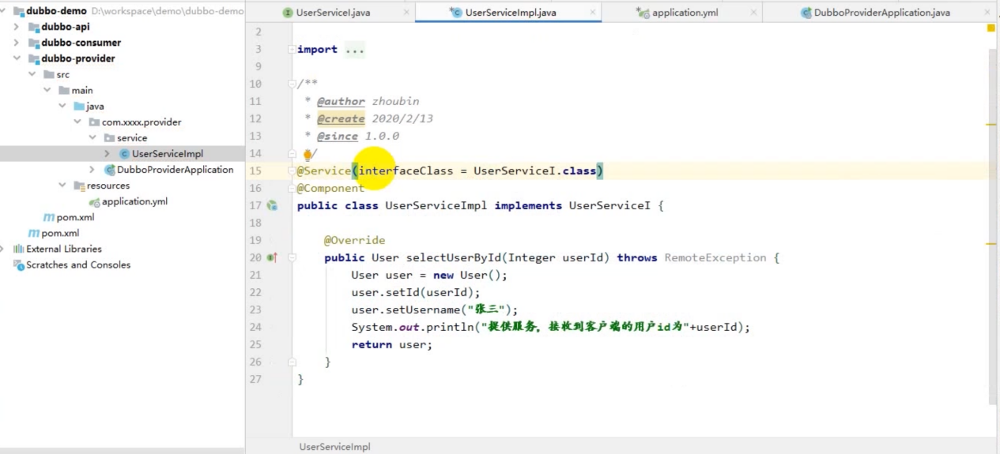 dubbo-demo D:\workspace\demo\dubbo-demo
dubbo-api
dubbo-consumer
dubbo-provider
src
main
java
com.xxxx.provider
service
UserServiceImpl
DubboProviderApplication
resources
application.yml
pom.xml
pom.xml
External Libraries
Scratches and Consoles
UserServiceI.java
UserServiceImpl.java
application.yml
DubboProviderApplication.java
2
3 import ...
9
10 /**
11 * @author zhoubin
12 * @create 2020/2/13
13 * @since 1.0.0
14 */
15 @Service(interfaceClass = UserServiceI.class)
16 @Component
17 public class UserServiceImpl implements UserServiceI {
18
19 @Override
20 public User selectUserById(Integer userId) throws RemoteException {
21 User user = new User();
22 user.setId(userId);
23 user.setUsername("张三");
24 System.out.println("提供服务，接收到客户端的用户id为"+userId);
25 return user;
26 }
27 }
UserServiceImpl